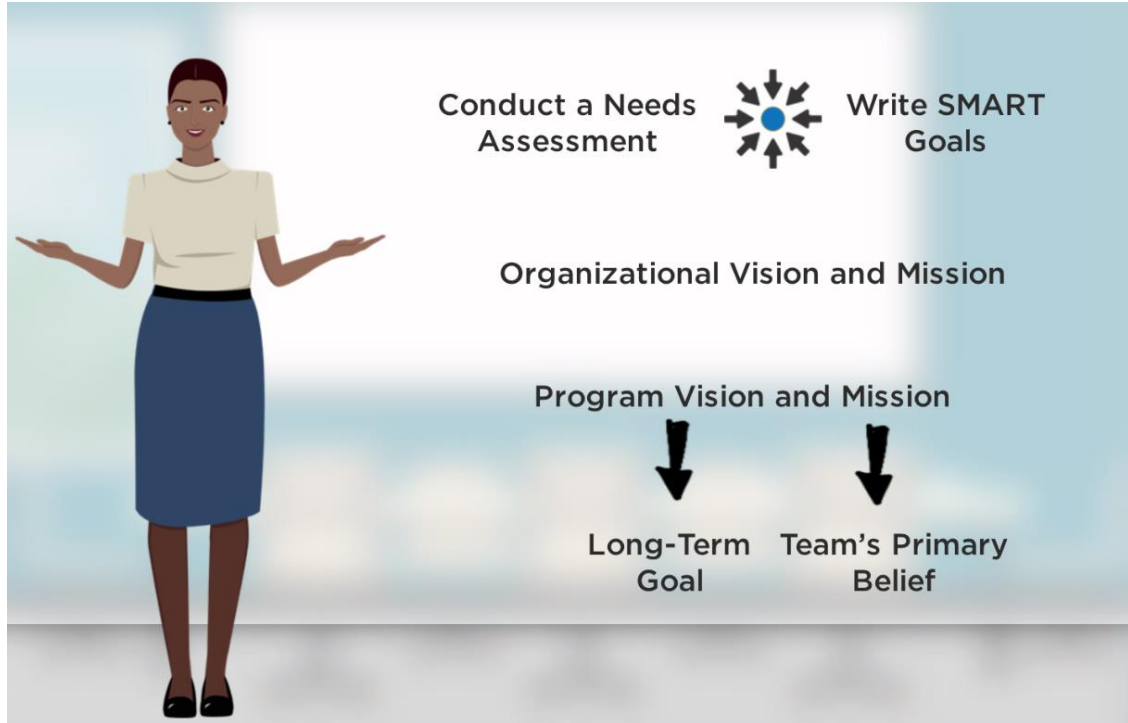 Conduct a Needs
Assessment
Write SMART
Goals
Organizational Vision and Mission
Program Vision and Mission
Long-Term
Goal
Team's Primary
Belief